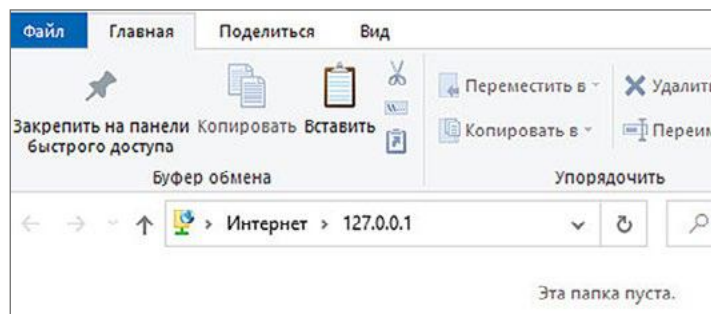 Файл Главная Поделиться Вид
Закрепить на панели быстрого доступа
Копировать
Вставить
Переместить в
Копировать в
Буфер обмена
Упорядочить
Интернет 127.0.0.1
Эта папка пуста.